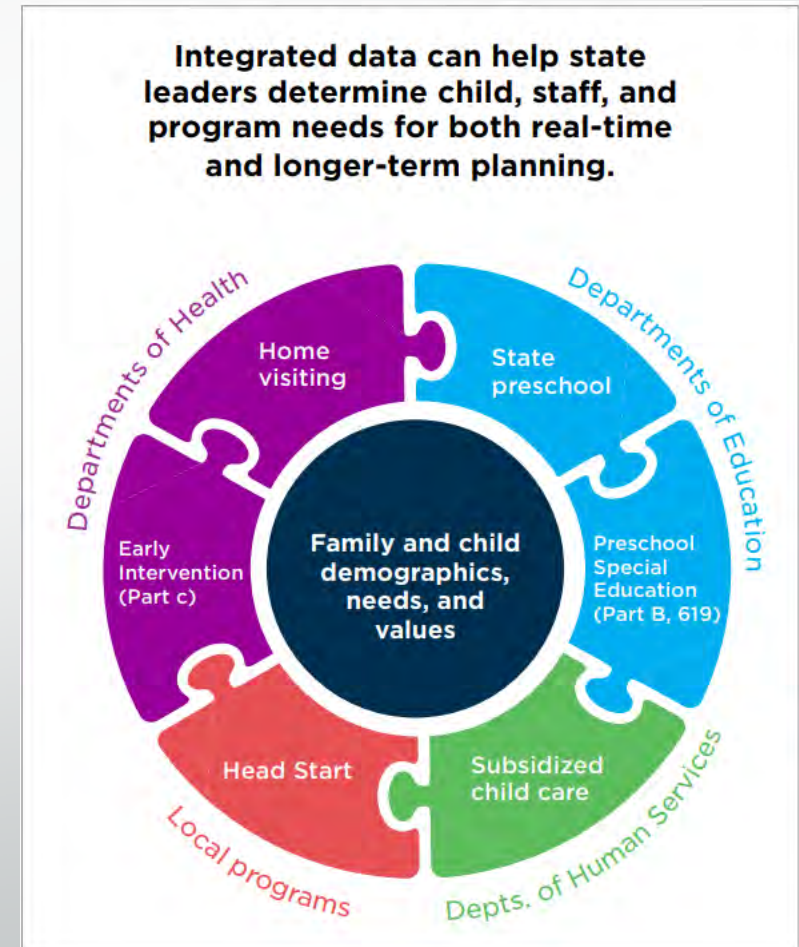 Integrated data can help state
leaders determine child, staff, and
program needs for both real-time
and longer-term planning.
Departments of Health
Departments of Education
Home
visiting
State
preschool
Early
Intervention
(Part c)
Family and child
demographics,
needs, and
values
Preschool
Special
Education
(Part B, 619)
Head Start
Subsidized
child care
Local programs
Depts. of Human Services